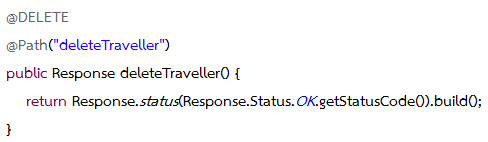 @DELETE
@Path("deleteTraveller")
public Response deleteTraveller() {
return Response.status(Response.Status.OK.getStatusCode()).build();
}